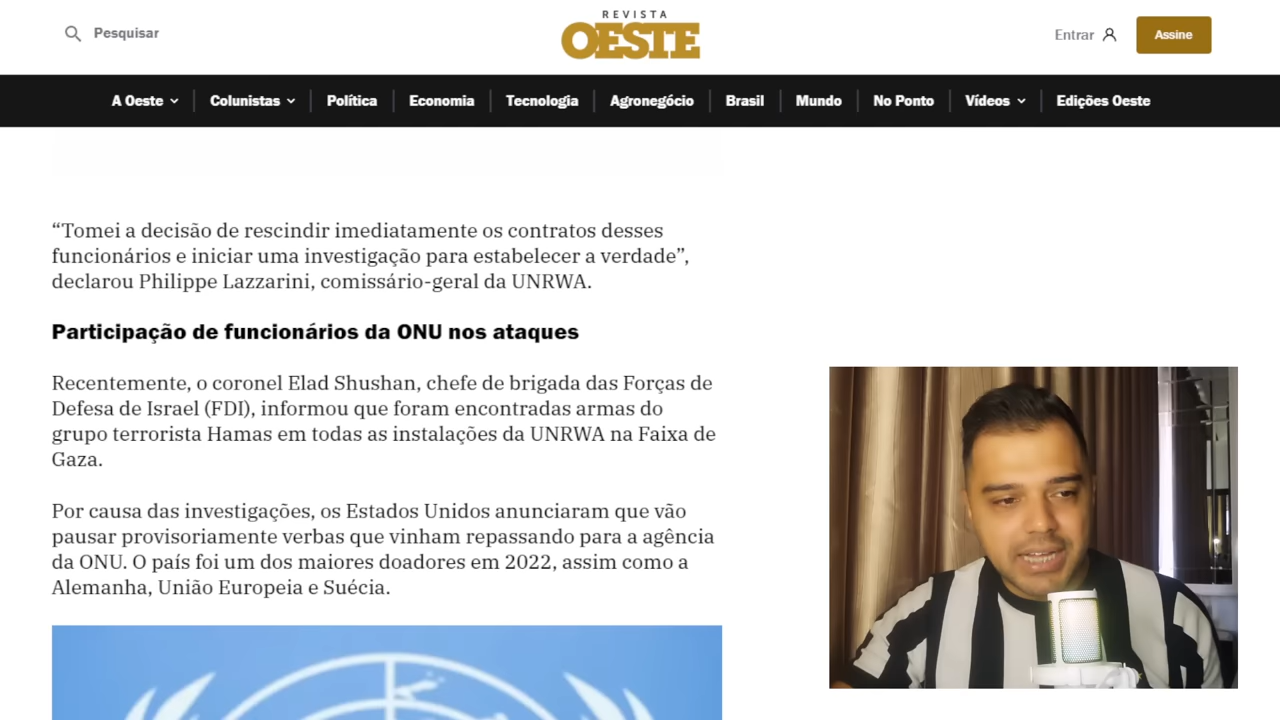 Pesquisar
REVISTA
OESTE
Entrar
Assine
A Oeste
Colunistas
Política
Economia
Tecnologia
Agronegócio
Brasil
Mundo
No Ponto
Vídeos
Edições Oeste
“Tomei a decisão de rescindir imediatamente os contratos desses
funcionários e iniciar uma investigação para estabelecer a verdade”,
declarou Philippe Lazzarini, comissário-geral da UNRWA.
Participação de funcionários da ONU nos ataques
Recentemente, o coronel Elad Shushan, chefe de brigada das Forças de
Defesa de Israel (FDI), informou que foram encontradas armas do
grupo terrorista Hamas em todas as instalações da UNRWA na Faixa de
Gaza.
Por causa das investigações, os Estados Unidos anunciaram que vão
pausar provisoriamente verbas que vinham repassando para a agência
da ONU. O país foi um dos maiores doadores em 2022, assim como a
Alemanha, União Europeia e Suécia.